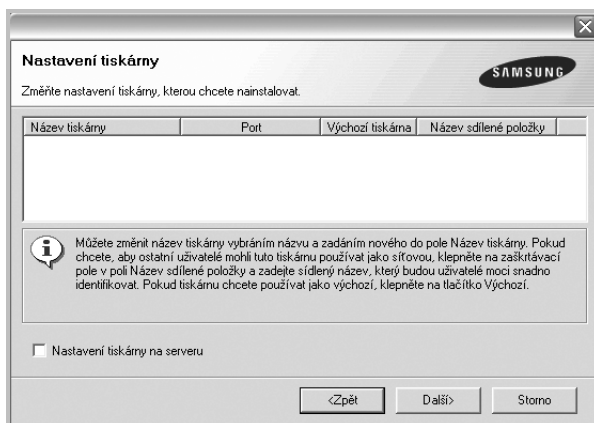 Nastavení tiskárny
SAMSUNG
Změňte nastavení tiskárny, kterou chcete nainstalovat.
Název tiskárny Port Výchozí tiskárna Název sdílené položky
Můžete změnit název tiskárny vybráním názvu a zadáním nového do pole Název tiskárny. Pokud
chcete, aby ostatní uživatelé mohli tuto tiskárnu používat jako síťovou, klepněte na zaškrtávací
pole v poli Název sdílené položky a zadejte sídlený název, který budou uživatelé moci snadno
identifikovat. Pokud tiskárnu chcete používat jako výchozí, klepněte na tlačítko Výchozí.
Nastavení tiskárny na serveru
<Zpět Další> Storno